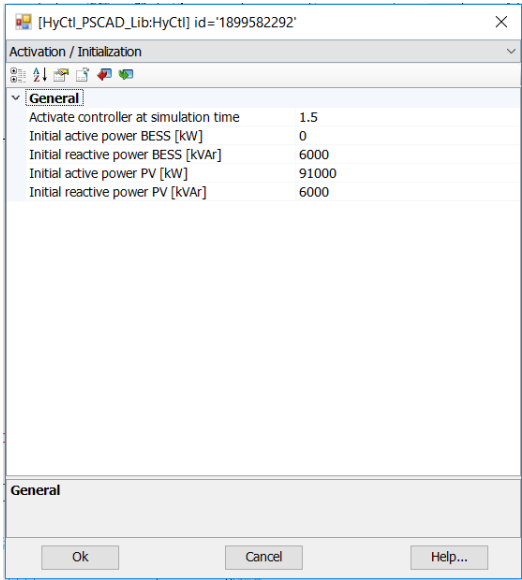 [HyCtl_PSCAD_Lib:HyCtl] id='1899582292'
Activation / Initialization
General
Activate controller at simulation time 1.5
Initial active power BESS [kW] 0
Initial reactive power BESS [kVAr] 6000
Initial active power PV [kW] 91000
Initial reactive power PV [kVAr] 6000
General
Ok Cancel Help...